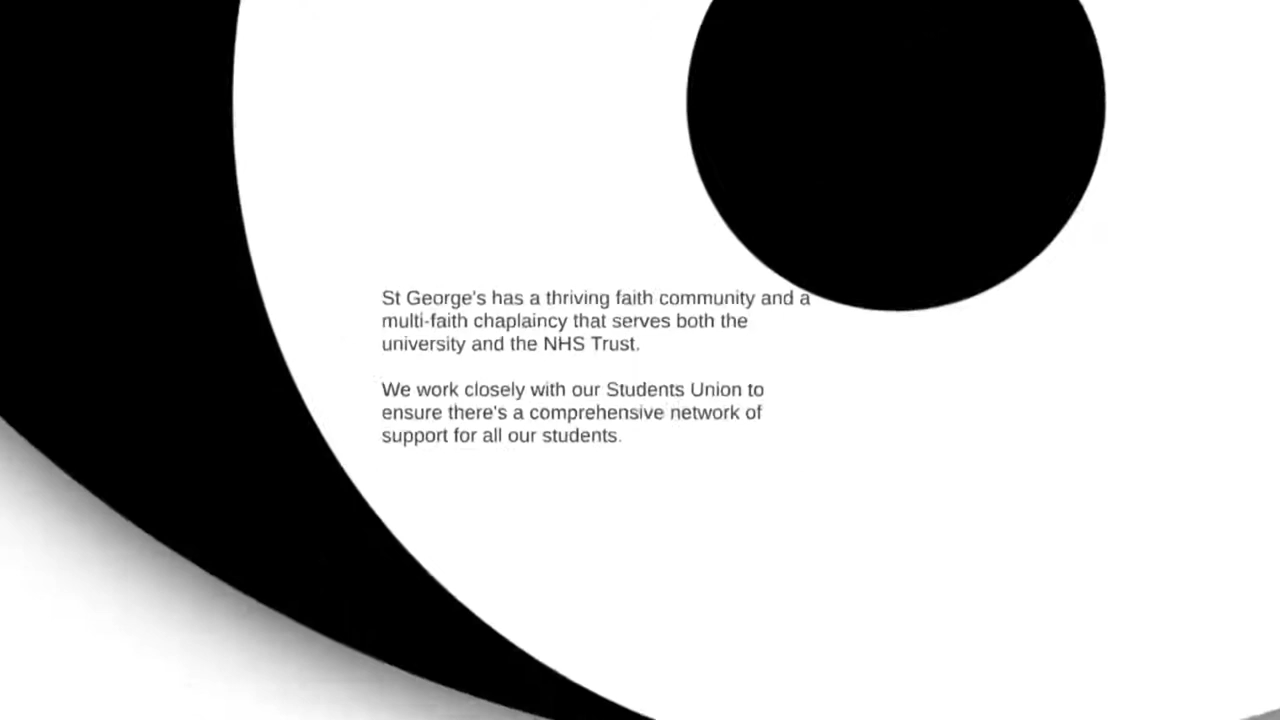 St George's has a thriving faith community and a
multi-faith chaplaincy that serves both the
university and the NHS Trust.
We work closely with our Students Union to
ensure there's a comprehensive network of
support for all our students.